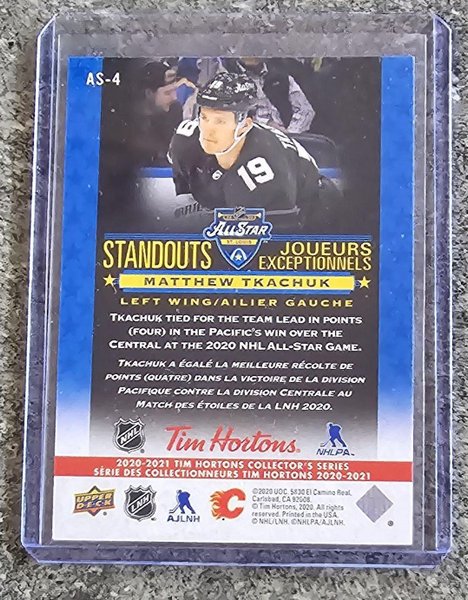 AS-4
19
19
ALL STAR
ST. LOUIS
STANDOUTS
JOUEURS
EXCEPTIONNELS
MATTHEW TKACHUK
LEFT WING/AILIER GAUCHE
TKACHUK TIED FOR THE TEAM LEAD IN POINTS
(FOUR) IN THE PACIFIC'S WIN OVER THE
CENTRAL AT THE 2020 NHL ALL-STAR GAME.
TKACHUK A ÉGALÉ LA MEILLEURE RÉCOLTE DE
POINTS (QUATRE) DANS LA VICTOIRE DE LA DIVISION
PACIFIQUE CONTRE LA DIVISION CENTRALE AU
MATCH DES ÉTOILES DE LA LNH 2020.
NHL
Tim Hortons.
NHLPA.
2020-2021 TIM HORTONS COLLECTOR'S SERIES
SÉRIE DES COLLECTIONNEURS TIM HORTONS 2020-2021
UPPER DECK
LNH
AJLNH
C
©2020 UDC. 5830 El Camino Real,
Carlsbad, CA 92008.
© Tim Hortons, 2020. All rights
reserved. Printed in the USA.
© NHL/LNH. ©NHLPA/AJLNH.
®